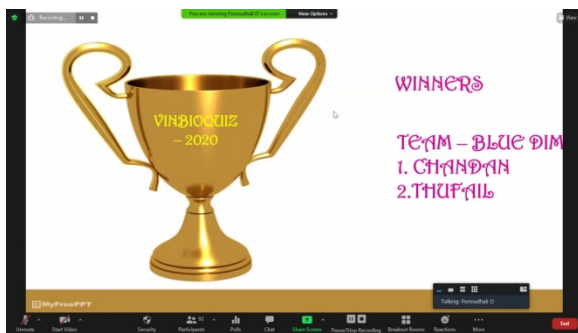 Recording...
You are viewing Ponnudhali D's screen
View Options
View
WINNERS
VINBIOQUIZ
– 2020
TEAM – BLUE DIM
1. CHANDAN
2.THUFAIL
MyFreePPT
Talking: Ponnudhali D
Unmute
Start Video
Security
Participants
92
Polls
Chat
Share Screen
Pause/Stop Recording
Breakout Rooms
Reactions
More
End